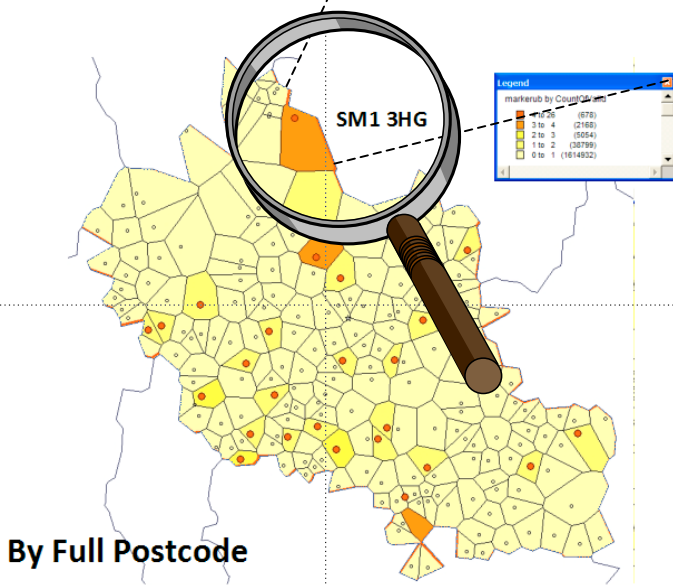 SM1 3HG
Legend
markerub by CountOfValid
4 to 26 (678)
3 to 4 (2168)
2 to 3 (5054)
1 to 2 (38799)
0 to 1 (1614932)
By Full Postcode